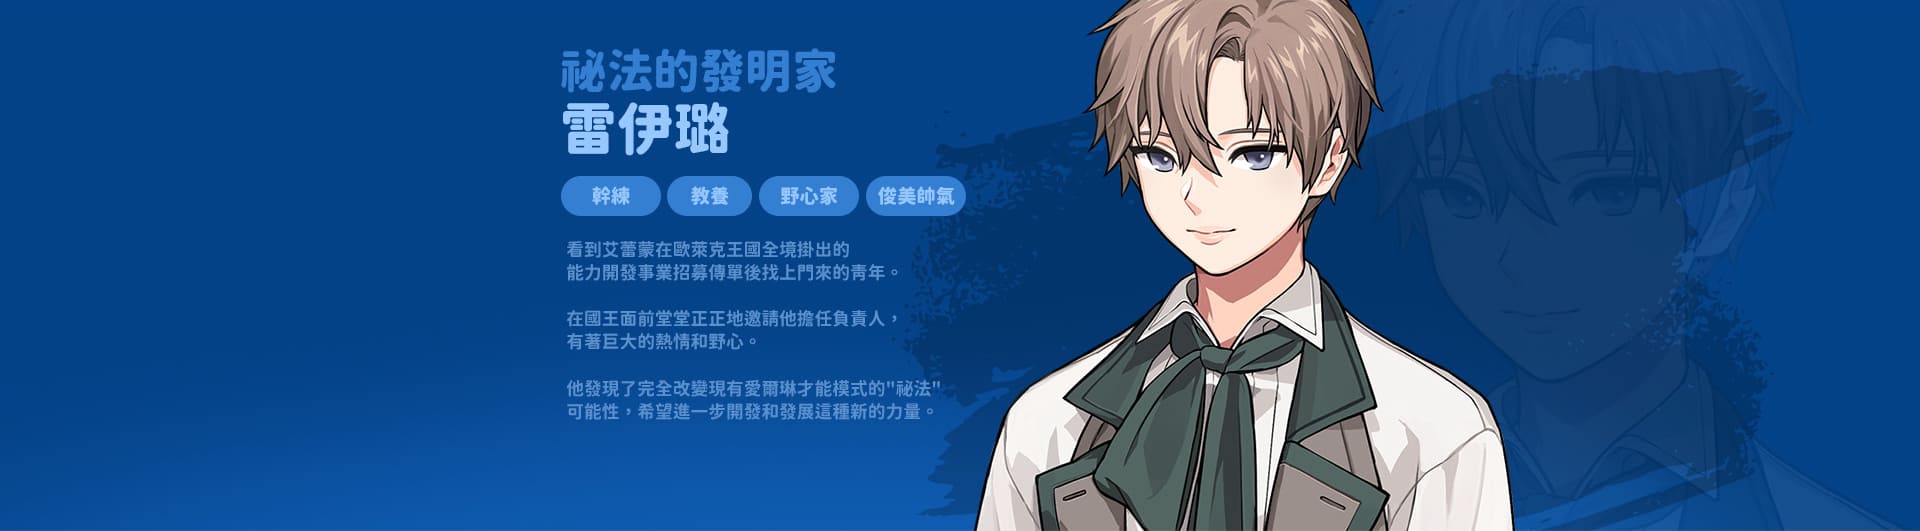 祕法的發明家
雷伊璐
幹練 教養 野心家 俊美帥氣
看到艾蕾蒙在歐萊克王國全境掛出的
能力開發事業招募傳單後找上門來的青年。
在國王面前堂堂正正地邀請他擔任負責人，
有著巨大的熱情和野心。
他發現了完全改變現有愛爾琳才能模式的"祕法"
可能性，希望進一步開發和發展這種新的力量。